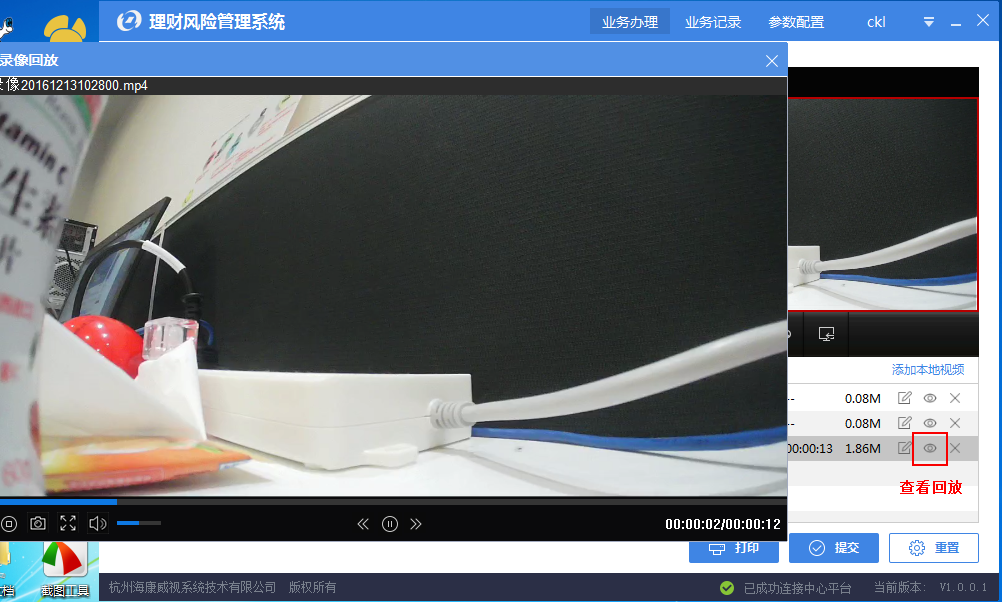 理财风险管理系统
业务办理
业务记录
参数配置
ckl
录像回放
像20161213102800.mp4
tamin C
生素
片
添加本地视频
--
0.08M
--
0.08M
00:00:13
1.86M
查看回放
00:00:02/00:00:12
打印
提交
重置
档
截图工具
杭州海康威视系统技术有限公司 版权所有
已成功连接中心平台
当前版本: V1.0.0.1